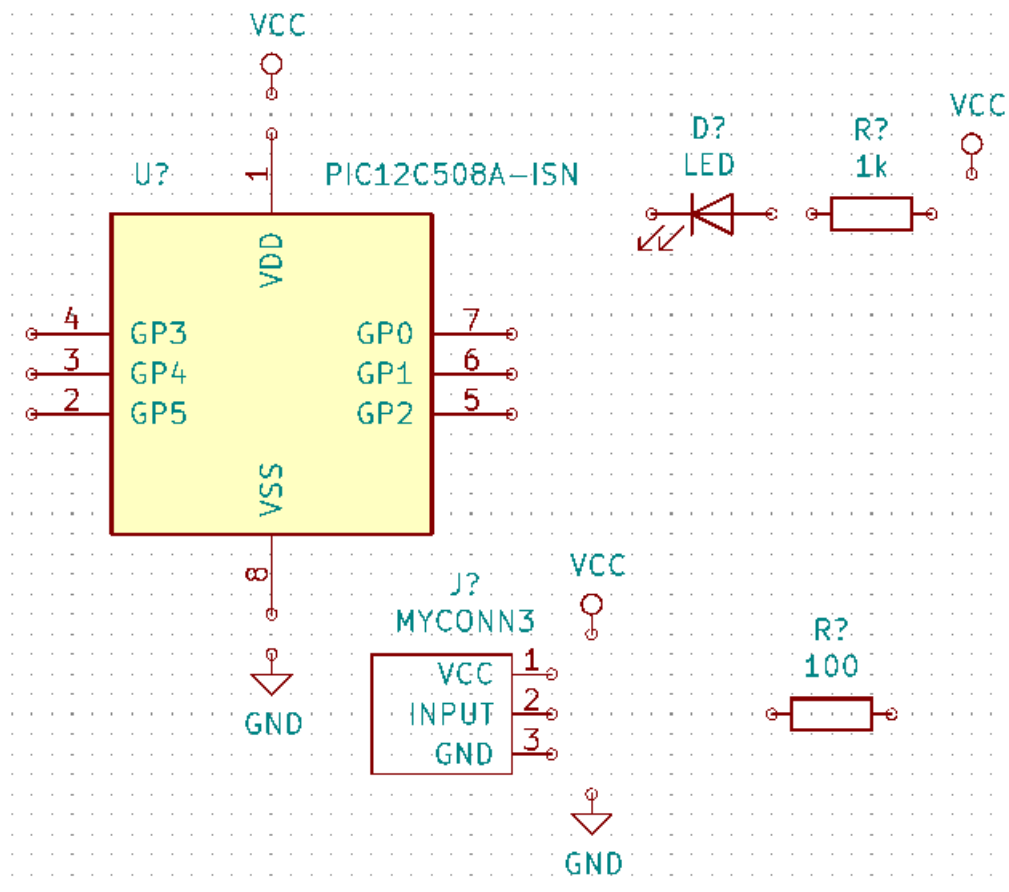 VCC
VCC
D?
R?
LED
1k
U?
1
PIC12C508A-ISN
VDD
4
GP3
GP0
7
3
GP4
GP1
6
2
GP5
GP2
5
VSS
8
VCC
J?
MYCONN3
R?
100
VCC
1
INPUT
2
GND
3
GND
GND